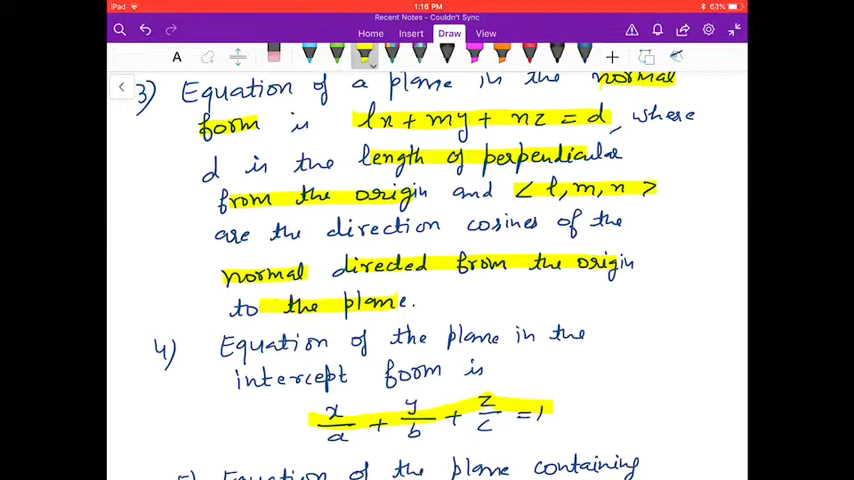 iPad
1:16 PM
64%
Recent Notes - Couldn't Sync
Home Insert Draw View
3) Equation of a plane in the normal
form is lx + my + nz = d, where
d is the length of perpendicular
from the origin and < l, m, n >
are the direction cosines of the
normal directed from the origin
to the plane.
4) Equation of the plane in the
intercept form is
x/a + y/b + z/c = 1
5) Equation of the plane containing